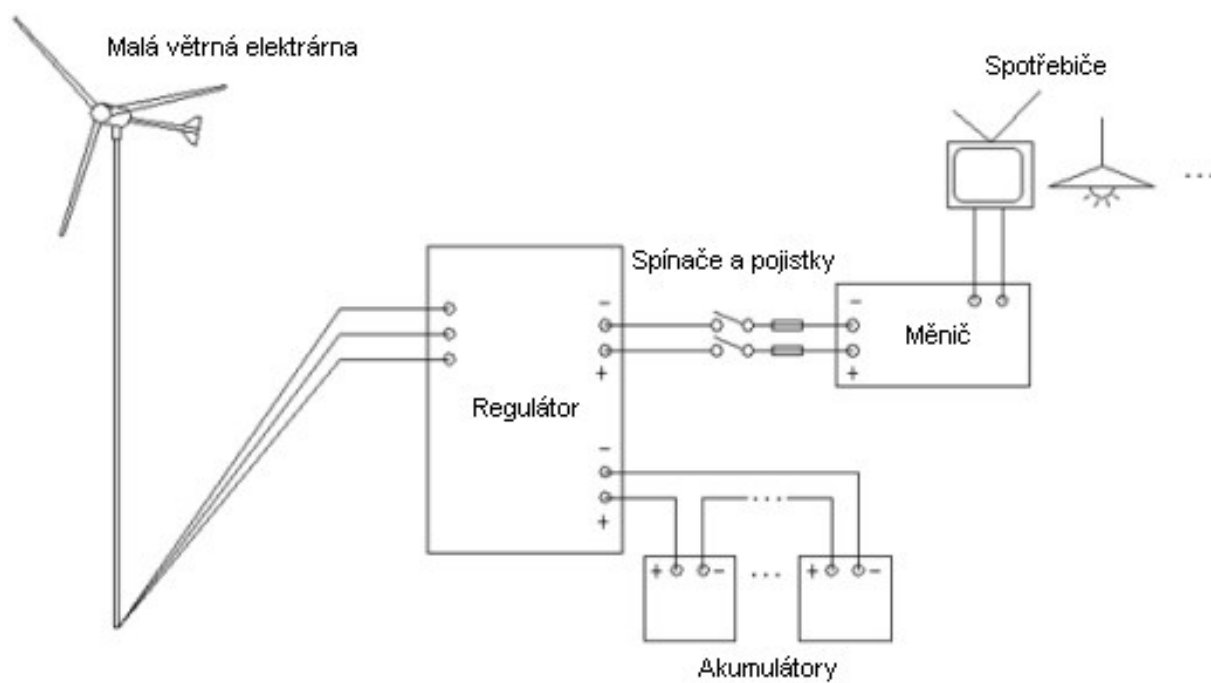 Malá větrná elektrárna
Spotřebiče
Spínače a pojistky
-
-
Měnič
+
+
Regulátor
-
+
+ - ... + -
Akumulátory